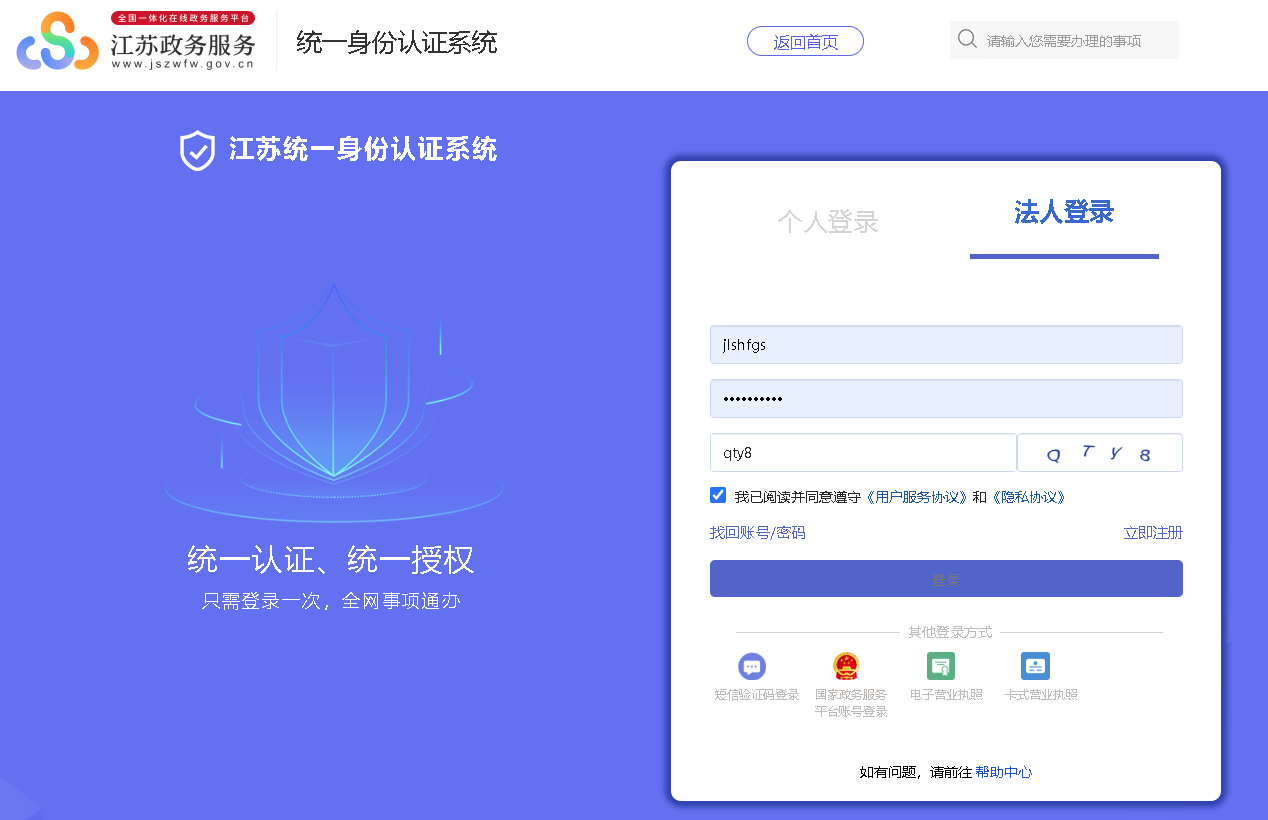 全国一体化在线政务服务平台
江苏政务服务
www.jszwfw.gov.cn
统一身份认证系统
返回首页
请输入您需要办理的事项
江苏统一身份认证系统
统一认证、统一授权
只需登录一次，全网事项通办
个人登录
法人登录
jlshfgs
••••••••••
qty8
Q T y 8
我已阅读并同意遵守《用户服务协议》和《隐私协议》
找回账号/密码
立即注册
登录
其他登录方式
短信验证码登录
国家政务服务
平台账号登录
电子营业执照
卡式营业执照
如有问题，请前往 帮助中心